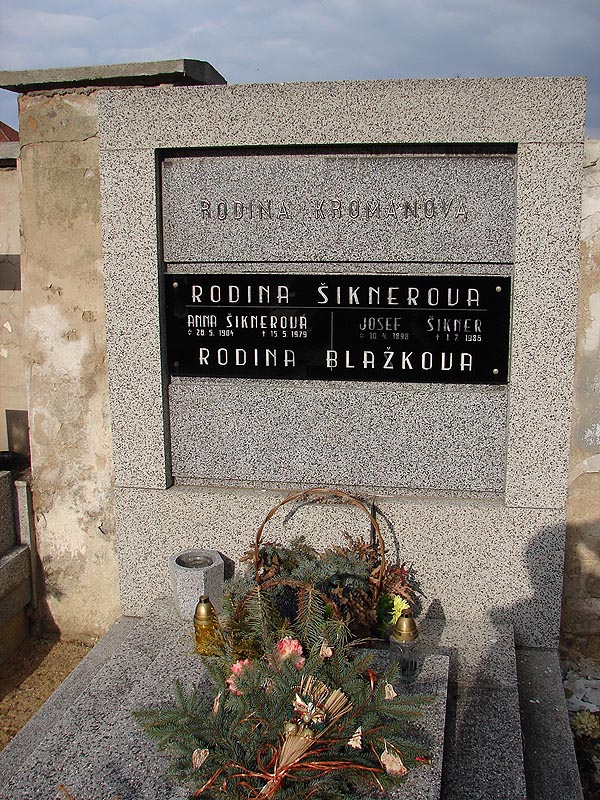 RODINA KROMANOVA
RODINA ŠIKNEROVA
ANNA ŠIKNEROVÁ JOSEF ŠIKNER
✩ 28. 5. 1904 † 15. 5. 1979 ✩ 10. 4. 1898 † 1. 7. 1986
RODINA BLAŽKOVA